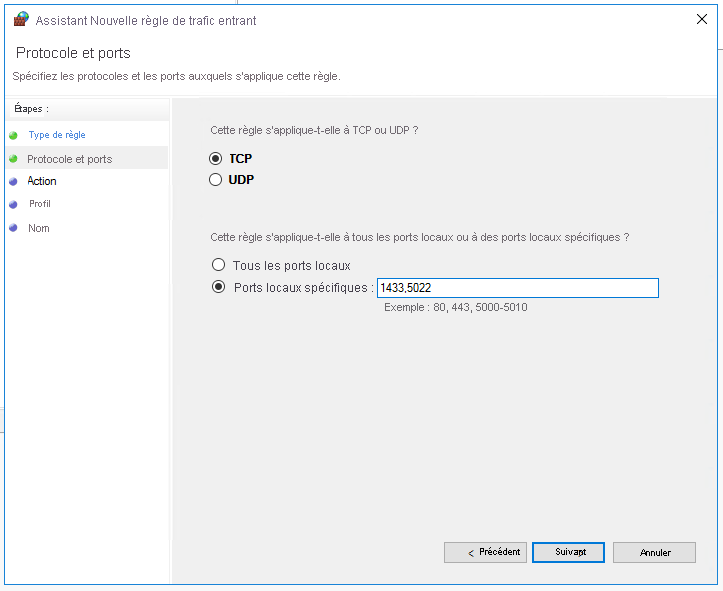 Assistant Nouvelle règle de trafic entrant
Protocole et ports
Spécifiez les protocoles et les ports auxquels s'applique cette règle.
Étapes :
Type de règle
Protocole et ports
Action
Profil
Nom
Cette règle s'applique-t-elle à TCP ou UDP ?
TCP
UDP
Cette règle s'applique-t-elle à tous les ports locaux ou à des ports locaux spécifiques ?
Tous les ports locaux
Ports locaux spécifiques : 1433,5022
Exemple : 80, 443, 5000-5010
< Précédent Suivant Annuler